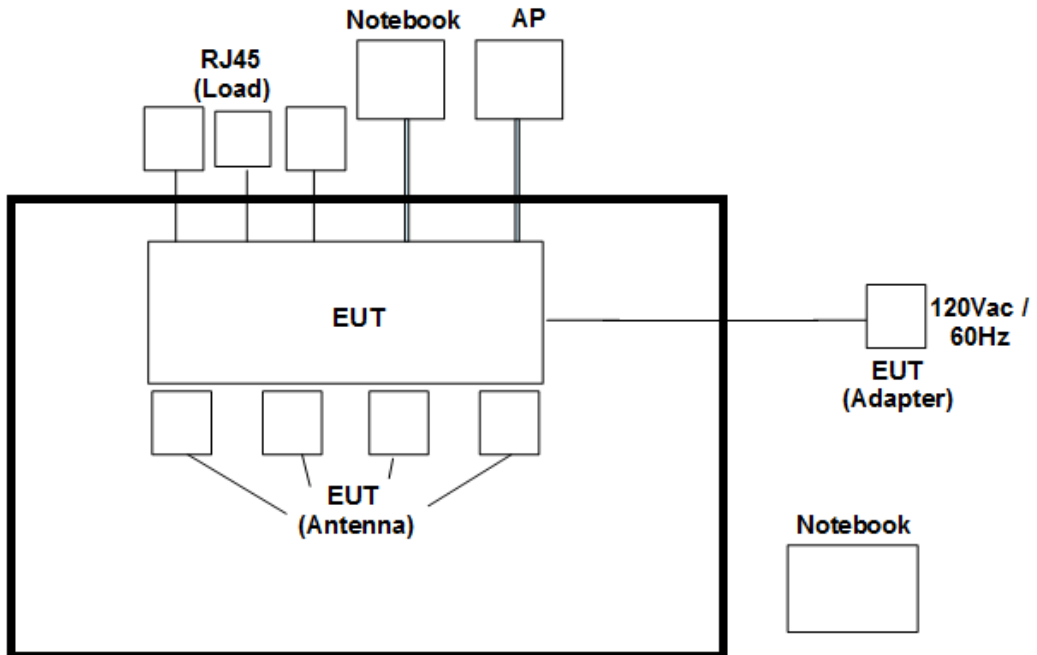 Notebook
AP
RJ45
(Load)
EUT
120Vac /
60Hz
EUT
(Adapter)
EUT
(Antenna)
Notebook